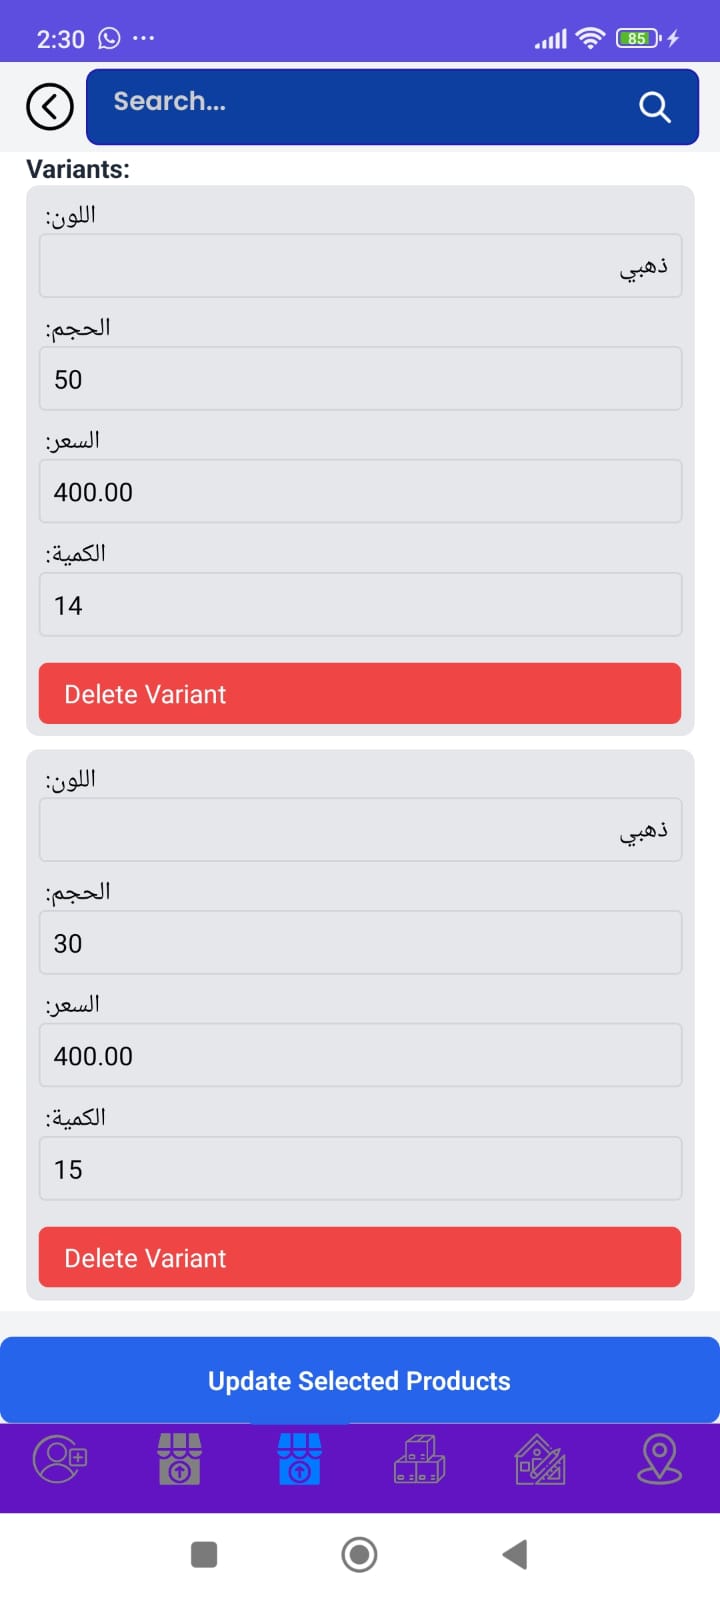 2:30
85
Search...
Variants:
اللون:
ذهبي
الحجم:
50
السعر:
400.00
الكمية:
14
Delete Variant
اللون:
ذهبي
الحجم:
30
السعر:
400.00
الكمية:
15
Delete Variant
Update Selected Products